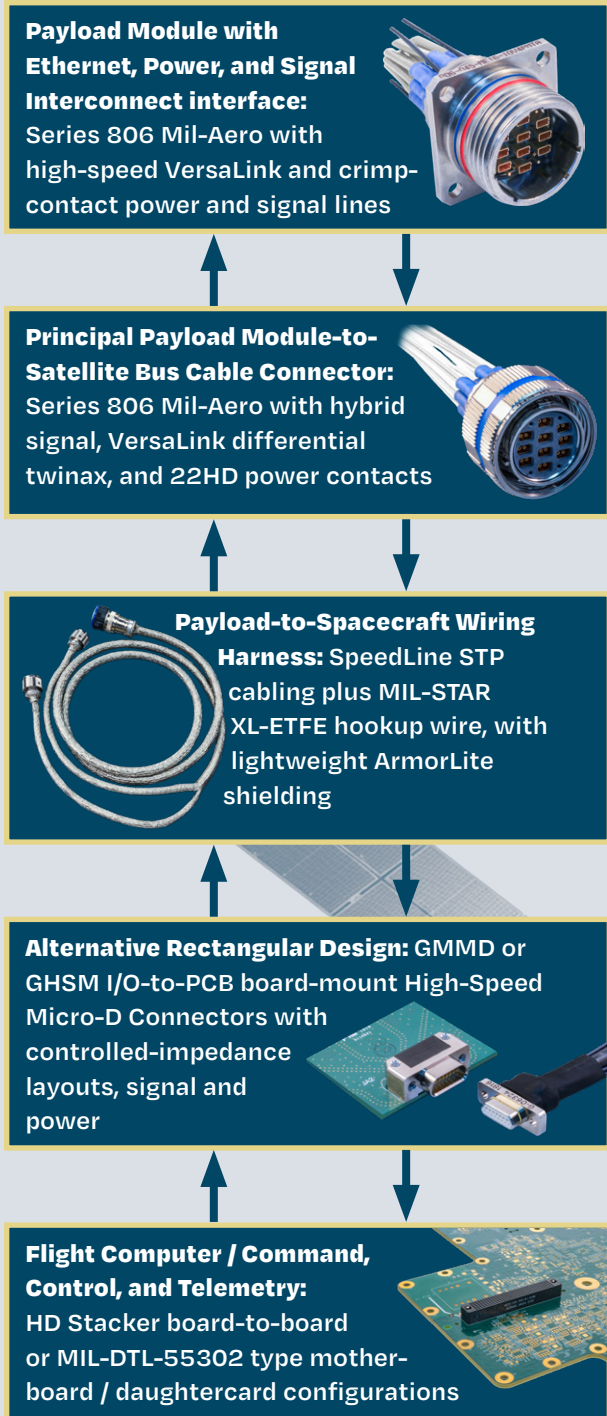 Payload Module with
Ethernet, Power, and Signal
Interconnect interface:
Series 806 Mil-Aero with
high-speed VersaLink and crimp-
contact power and signal lines
Principal Payload Module-to-
Satellite Bus Cable Connector:
Series 806 Mil-Aero with hybrid
signal, VersaLink differential
twinax, and 22HD power contacts
Payload-to-Spacecraft Wiring
Harness: SpeedLine STP
cabling plus MIL-STAR
XL-ETFE hookup wire, with
lightweight ArmorLite
shielding
Alternative Rectangular Design: GMMD or
GHSM I/O-to-PCB board-mount High-Speed
Micro-D Connectors with
controlled-impedance
layouts, signal and
power
Flight Computer / Command,
Control, and Telemetry:
HD Stacker board-to-board
or MIL-DTL-55302 type mother-
board / daughtercard configurations